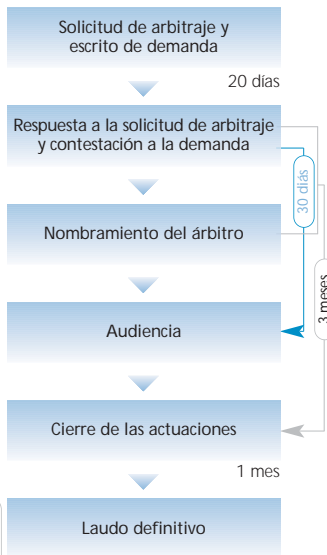 Solicitud de arbitraje y
escrito de demanda
20 días
Respuesta a la solicitud de arbitraje
y contestación a la demanda
30 diás
Nombramiento del árbitro
3 meses
Audiencia
Cierre de las actuaciones
1 mes
Laudo definitivo